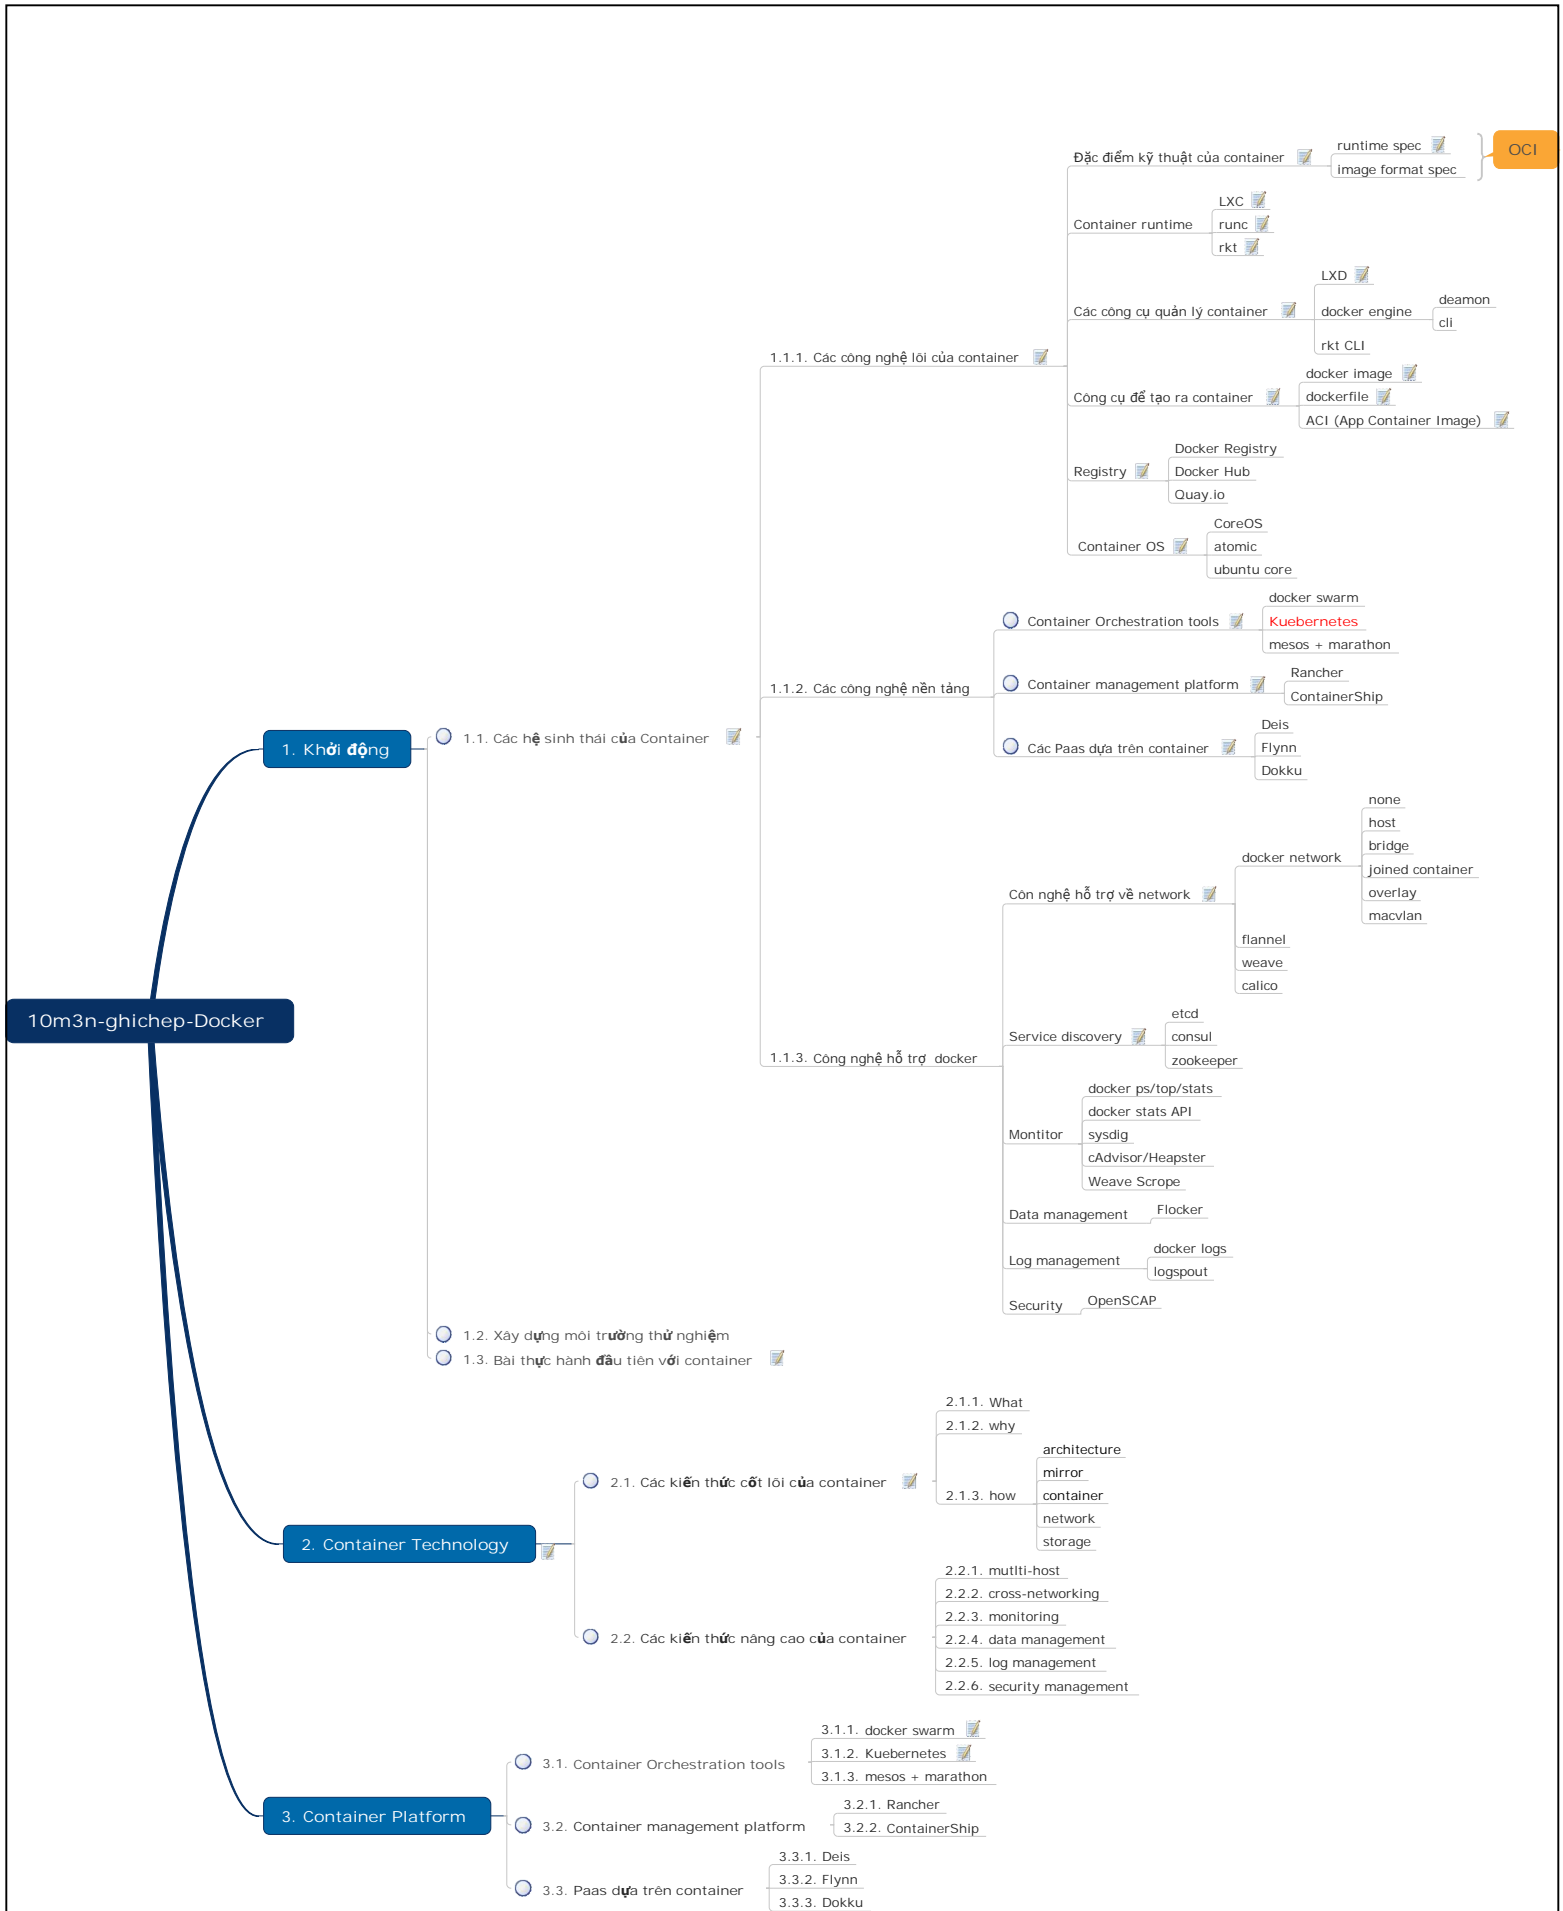 10m3n-ghichep-Docker
1. Khởi động
1.1. Các hệ sinh thái của Container
1.1.1. Các công nghệ lõi của container
Đặc điểm kỹ thuật của container
runtime spec
image format spec
OCI
Container runtime
LXC
runc
rkt
Các công cụ quản lý container
LXD
docker engine
deamon
cli
rkt CLI
Công cụ để tạo ra container
docker image
dockerfile
ACI (App Container Image)
Registry
Docker Registry
Docker Hub
Quay.io
Container OS
CoreOS
atomic
ubuntu core
1.1.2. Các công nghệ nền tảng
Container Orchestration tools
docker swarm
Kuebernetes
mesos + marathon
Container management platform
Rancher
ContainerShip
Các Paas dựa trên container
Deis
Flynn
Dokku
1.1.3. Công nghệ hỗ trợ  docker
Côn nghệ hỗ trợ về network
docker network
none
host
bridge
joined container
overlay
macvlan
flannel
weave
calico
Service discovery
etcd
consul
zookeeper
Montitor
docker ps/top/stats
docker stats API
sysdig
cAdvisor/Heapster
Weave Scrope
Data management
Flocker
Log management
docker logs
logspout
Security
OpenSCAP
1.2. Xây dựng môi trường thử nghiệm
1.3. Bài thực hành đầu tiên với container
2. Container Technology
2.1. Các kiến thức cốt lõi của container
2.1.1. What
2.1.2. why
2.1.3. how
architecture
mirror
container
network
storage
2.2. Các kiến thức nâng cao của container
2.2.1. mutlti-host
2.2.2. cross-networking
2.2.3. monitoring
2.2.4. data management
2.2.5. log management
2.2.6. security management
3. Container Platform
3.1. Container Orchestration tools
3.1.1. docker swarm
3.1.2. Kuebernetes
3.1.3. mesos + marathon
3.2. Container management platform
3.2.1. Rancher
3.2.2. ContainerShip
3.3. Paas dựa trên container
3.3.1. Deis
3.3.2. Flynn
3.3.3. Dokku